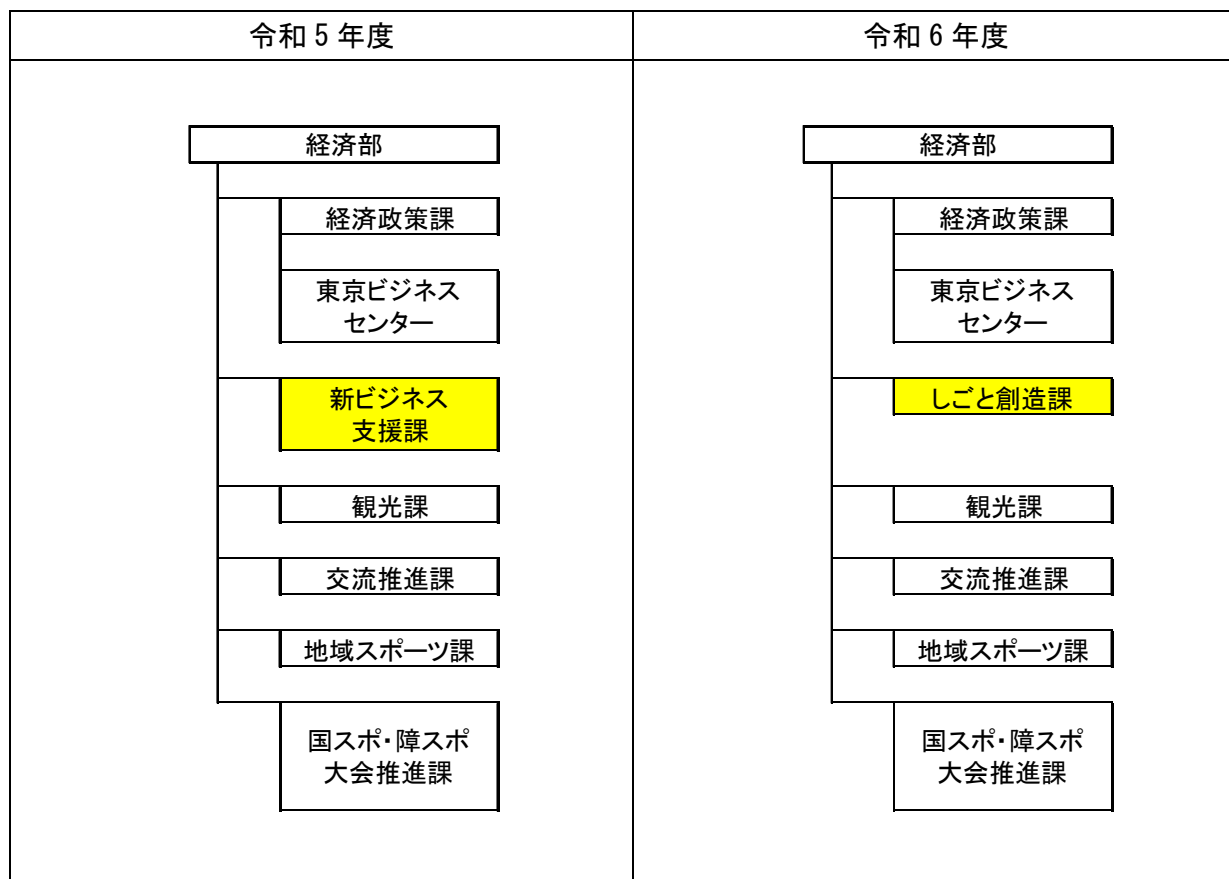 令和5年度
経済部
経済政策課
東京ビジネス
センター
新ビジネス
支援課
観光課
交流推進課
地域スポーツ課
国スポ・障スポ
大会推進課
令和6年度
経済部
経済政策課
東京ビジネス
センター
しごと創造課
観光課
交流推進課
地域スポーツ課
国スポ・障スポ
大会推進課